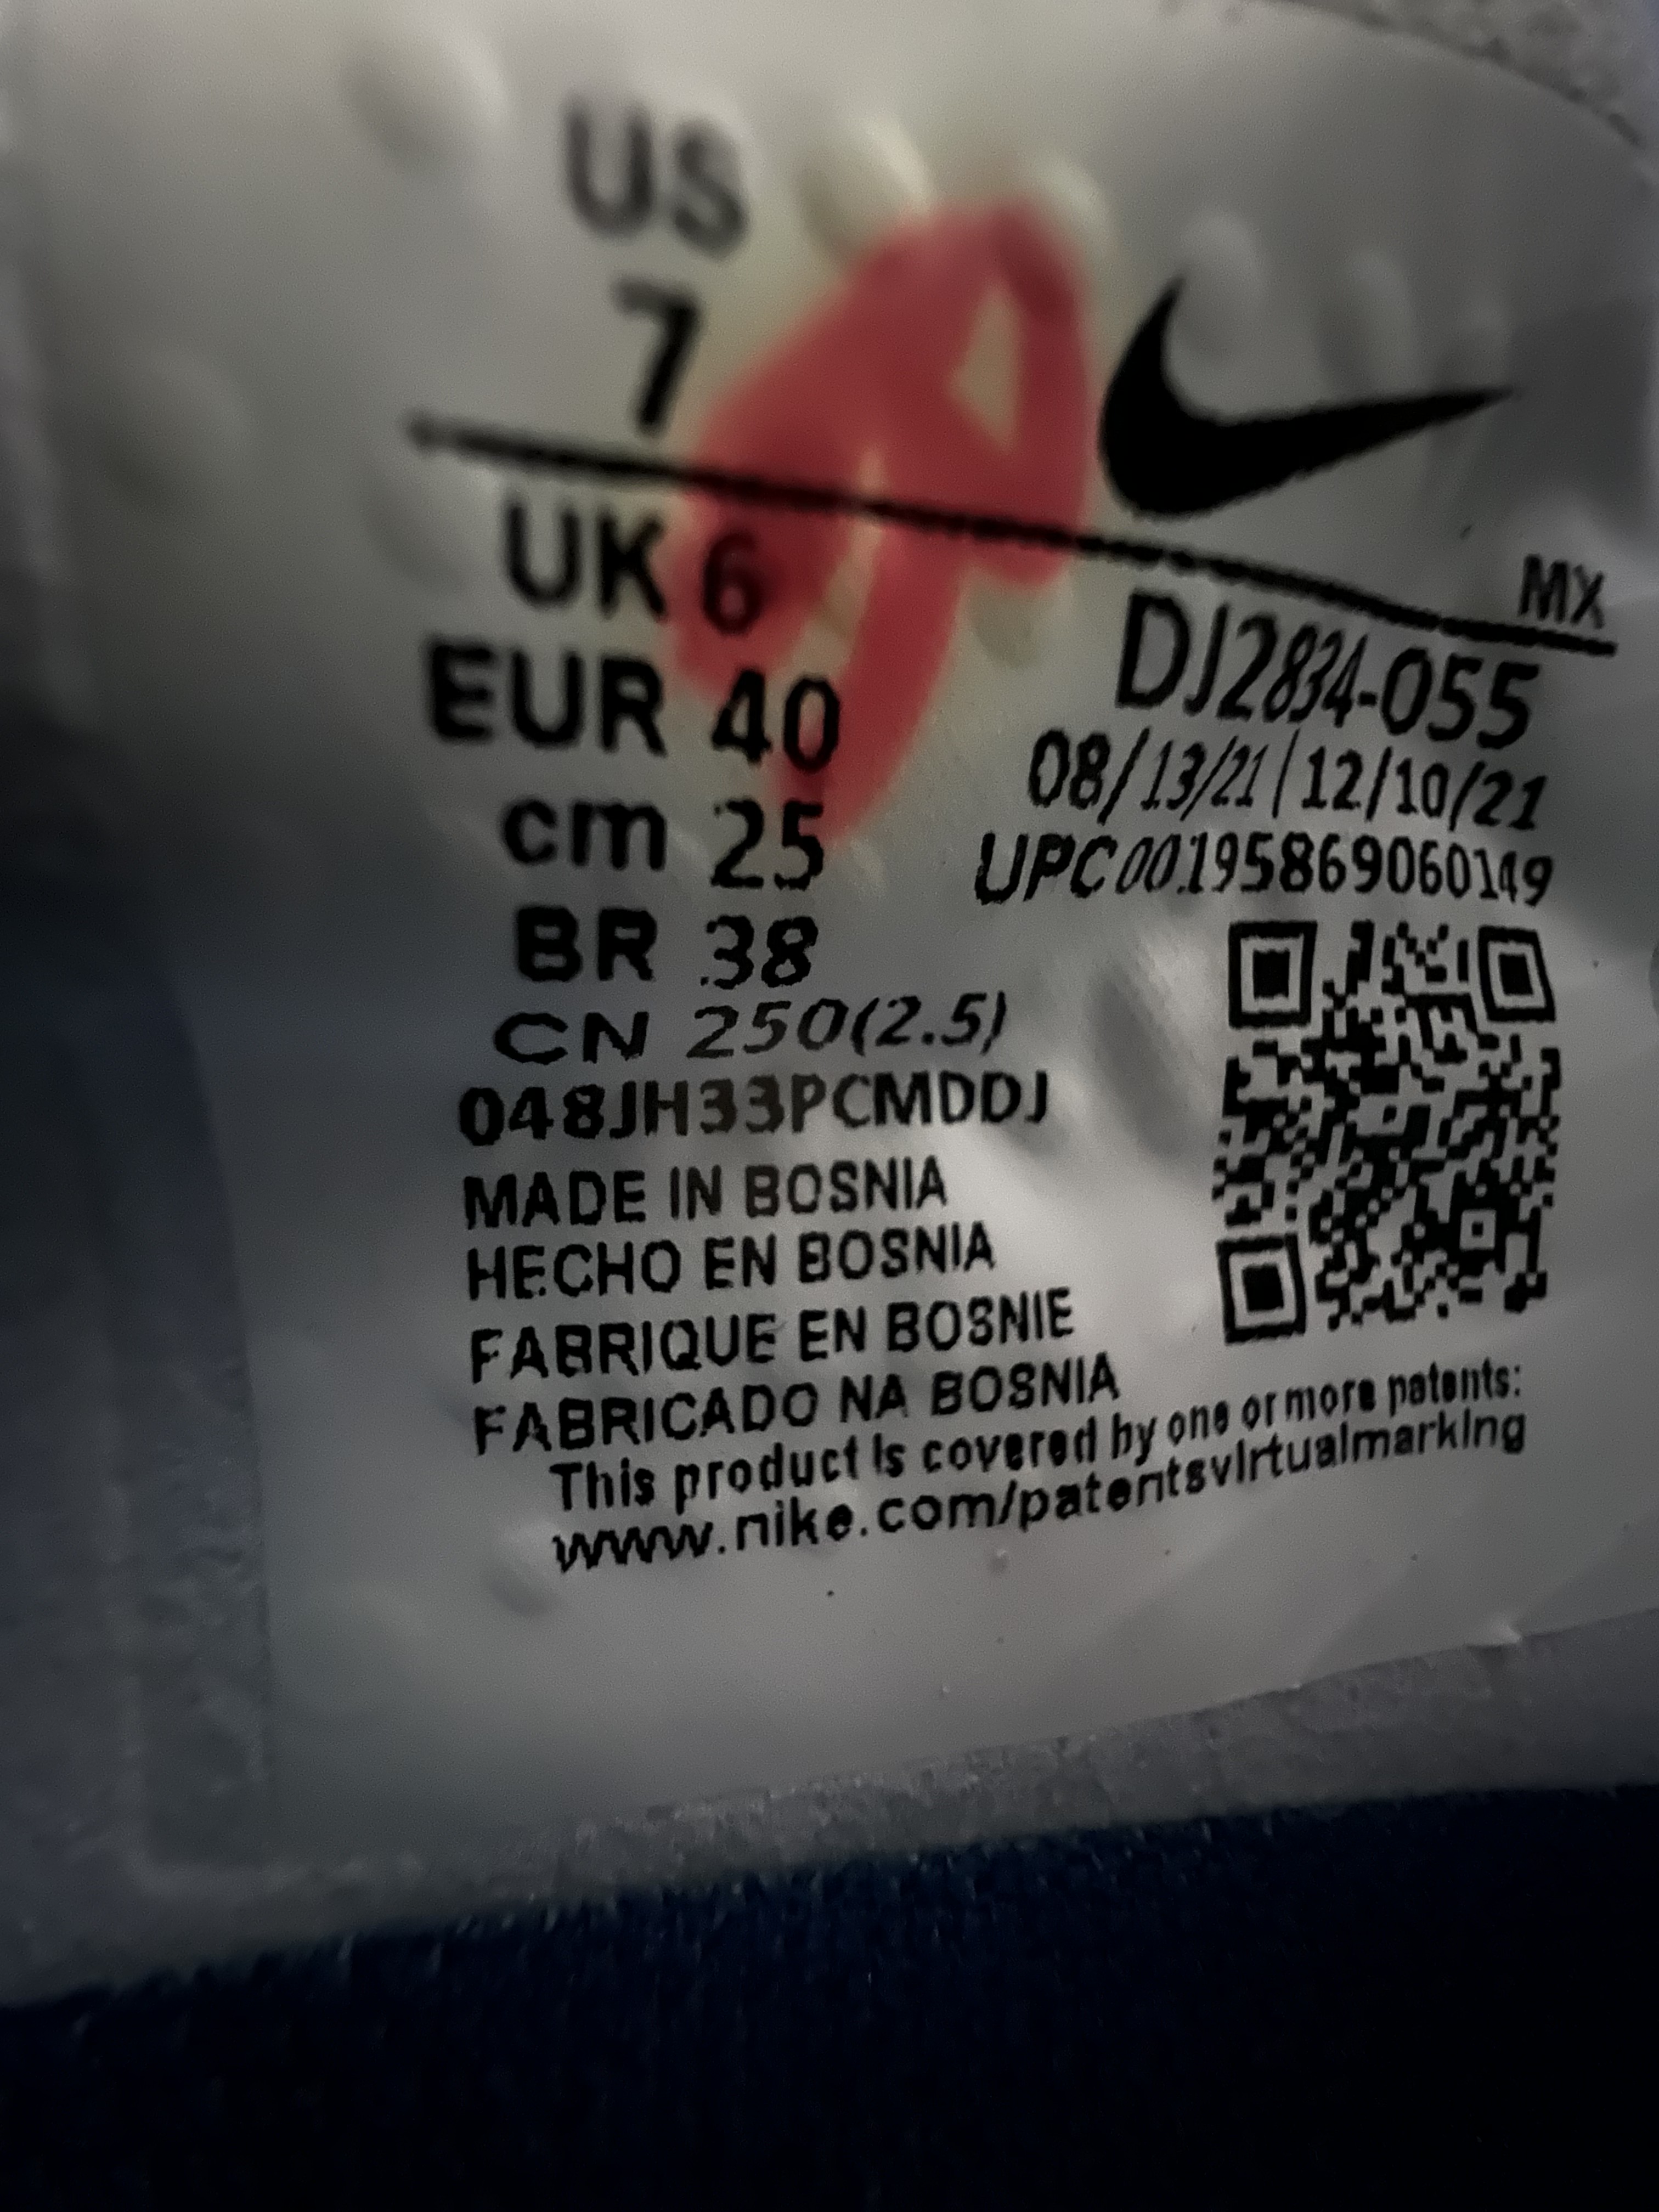 US
7
UK 6
EUR 40
cm 25
BR 38
CN 250(2.5)
048JH33PCMDDJ
MADE IN BOSNIA
HECHO EN BOSNIA
FABRIQUE EN BOSNIE
FABRICADO NA BOSNIA
This product is covered by one or more patents:
www.nike.com/patentsvirtualmarking
MX
DJ2834-055
08/13/21|12/10/21
UPC00195869060149